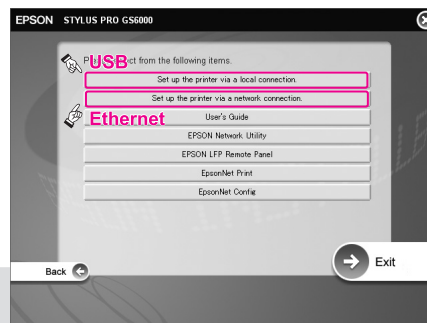 EPSON STYLUS PRO GS6000
USB
Ethernet
Set up the printer via a local connection.
Set up the printer via a network connection.
User's Guide
EPSON Network Utility
EPSON LFP Remote Panel
EpsonNet Print
EpsonNet Config
Exit
Back
from the following items.